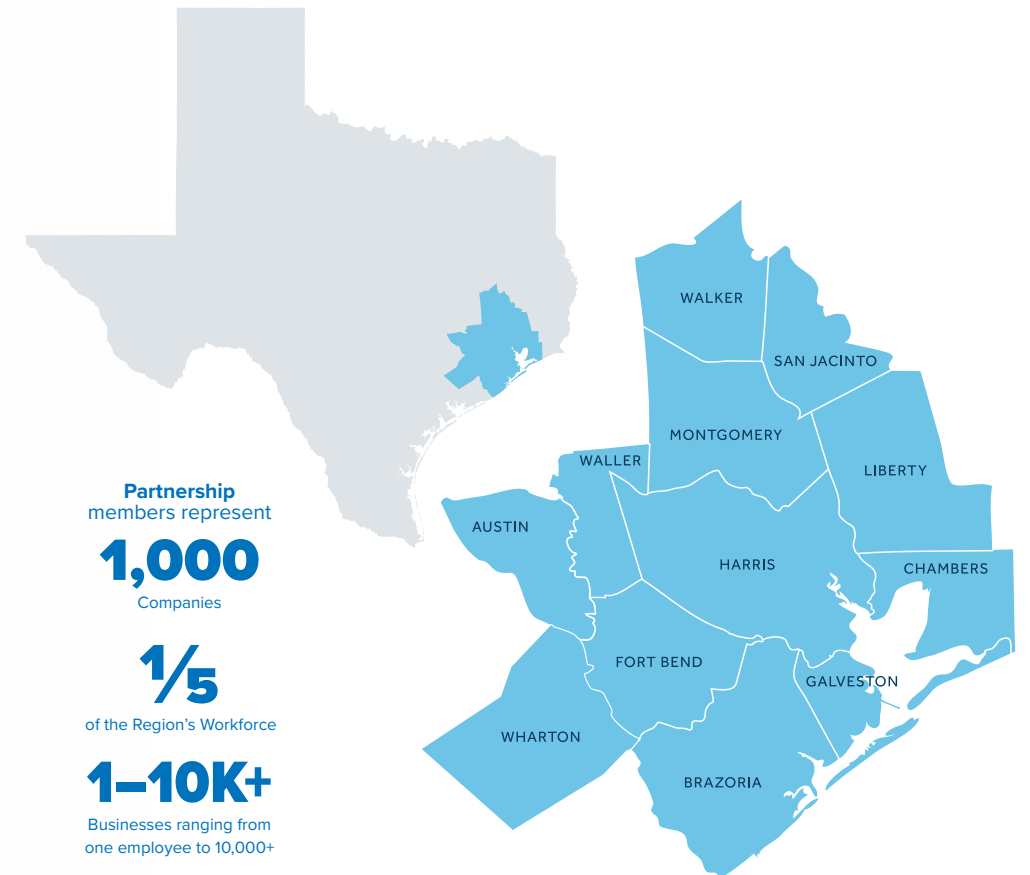 Partnership
members represent
1,000
Companies
1/5
of the Region's Workforce
1–10K+
Businesses ranging from
one employee to 10,000+
WALKER
SAN JACINTO
MONTGOMERY
WALLER
LIBERTY
AUSTIN
HARRIS
CHAMBERS
FORT BEND
GALVESTON
WHARTON
BRAZORIA